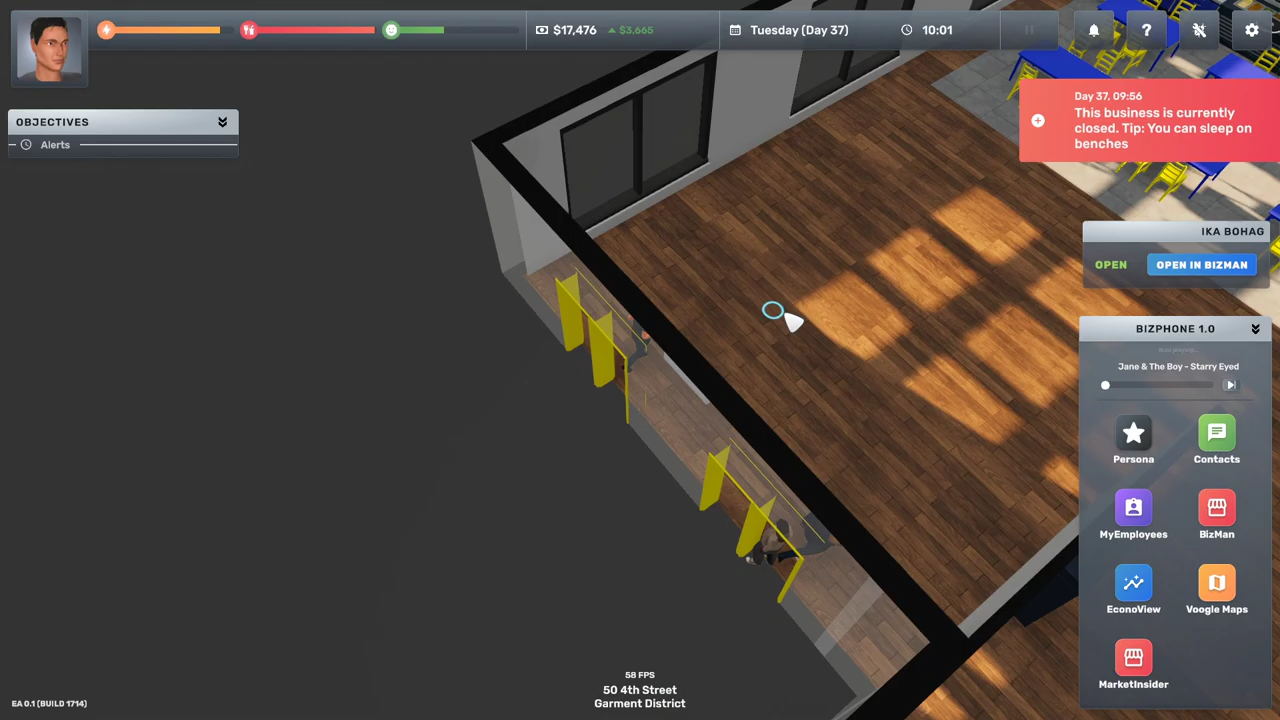 $17,476
$3,665
Tuesday (Day 37)
10:01
OBJECTIVES
Alerts
Day 37, 09:56
This business is currently
closed. Tip: You can sleep on
benches
IKA BOHAG
OPEN
OPEN IN BIZMAN
BIZPHONE 1.0
Jane & The Boy - Starry Eyed
Persona
Contacts
MyEmployees
BizMan
EconoView
Voogle Maps
MarketInsider
58 FPS
50 4th Street
Garment District
EA 0.1 (BUILD 1714)